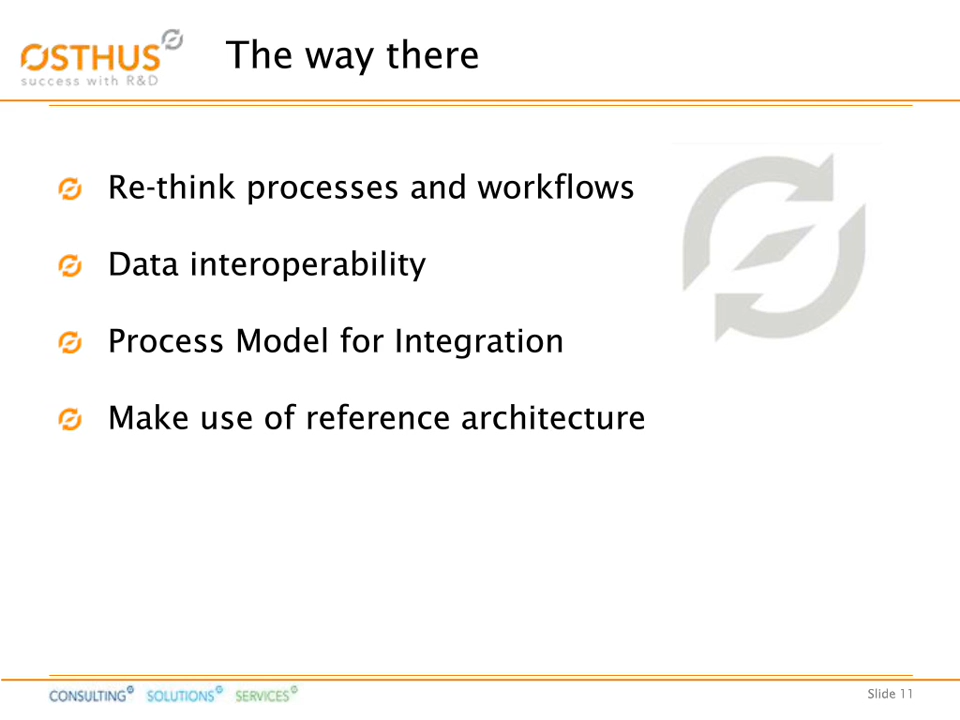 OSTHUS
success with R&D
The way there
Re-think processes and workflows
Data interoperability
Process Model for Integration
Make use of reference architecture
CONSULTING SOLUTIONS SERVICES
Slide 11